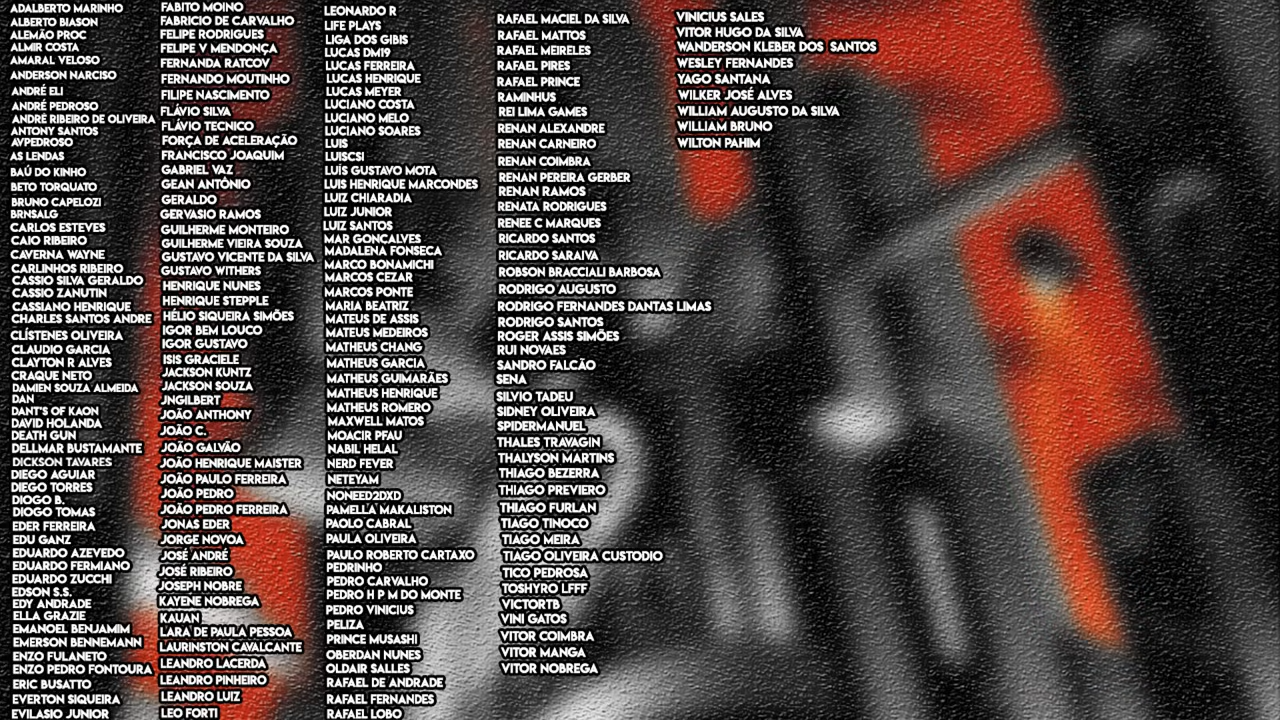 ADALBERTO MARINHO
ALBERTO BIASON
ALEMÃO PROC
ALMIR COSTA
AMARAL VELOSO
ANDERSON NARCISO
ANDRÉ ELI
ANDRÉ PEDROSO
ANDRÉ RIBEIRO DE OLIVEIRA
ANTONY SANTOS
AVPEDROSO
AS LENDAS
BAÚ DO KINHO
BETO TORQUATO
BRUNO CAPELOZI
BRNSALG
CARLOS ESTEVES
CAIO RIBEIRO
CAVERNA WAYNE
CARLINHOS RIBEIRO
CASSIO SILVA GERALDO
CASSIO ZANUTIN
CASSIANO HENRIQUE
CHARLES SANTOS ANDRE
CLÍSTENES OLIVEIRA
CLAUDIO GARCIA
CLAYTON R ALVES
CRAQUE NETO
DAMIEN SOUZA ALMEIDA
DAN
DANT'S OF KAON
DAVID HOLANDA
DEATH GUN
DELLMAR BUSTAMANTE
DICKSON TAVARES
DIEGO AGUIAR
DIEGO TORRES
DIOGO B.
DIOGO TOMAS
EDER FERREIRA
EDU GANZ
EDUARDO AZEVEDO
EDUARDO FERMIANO
EDUARDO ZUCCHI
EDSON S.S.
EDY ANDRADE
ELLA GRAZIE
EMANOEL BENJAMIM
EMERSON BENNEMANN
ENZO FULANETO
ENZO PEDRO FONTOURA
ERIC BUSATTO
EVERTON SIQUEIRA
EVILASIO JUNIOR
FABITO MOINO
FABRICIO DE CARVALHO
FELIPE RODRIGUES
FELIPE V MENDONÇA
FERNANDA RATCOV
FERNANDO MOUTINHO
FILIPE NASCIMENTO
FLÁVIO SILVA
FLÁVIO TECNICO
FORÇA DE ACELERAÇÃO
FRANCISCO JOAQUIM
GABRIEL VAZ
GEAN ANTÔNIO
GERALDO
GERVASIO RAMOS
GUILHERME MONTEIRO
GUILHERME VIEIRA SOUZA
GUSTAVO VICENTE DA SILVA
GUSTAVO WITHERS
HENRIQUE NUNES
HENRIQUE STEPPLE
HÉLIO SIQUEIRA SIMÕES
IGOR BEM LOUCO
IGOR GUSTAVO
ISIS GRACIELE
JACKSON KUNTZ
JACKSON SOUZA
JNGILBERT
JOÃO ANTHONY
JOÃO C.
JOÃO GALVÃO
JOÃO HENRIQUE MAISTER
JOÃO PAULO FERREIRA
JOÃO PEDRO
JOÃO PEDRO FERREIRA
JONAS EDER
JORGE NOVOA
JOSÉ ANDRÉ
JOSÉ RIBEIRO
JOSEPH NOBRE
KAYENE NOBREGA
KAUAN
LARA DE PAULA PESSOA
LAURINSTON CAVALCANTE
LEANDRO LACERDA
LEANDRO PINHEIRO
LEANDRO LUIZ
LEO FORTI
LEONARDO R
LIFE PLAYS
LIGA DOS GIBIS
LUCAS DM19
LUCAS FERREIRA
LUCAS HENRIQUE
LUCAS MEYER
LUCIANO COSTA
LUCIANO MELO
LUCIANO SOARES
LUIS
LUISCSI
LUÍS GUSTAVO MOTA
LUIS HENRIQUE MARCONDES
LUIZ CHIARADIA
LUIZ JUNIOR
LUIZ SANTOS
MAR GONCALVES
MADALENA FONSECA
MARCO BONAMICHI
MARCOS CEZAR
MARCOS PONTE
MARIA BEATRIZ
MATEUS DE ASSIS
MATEUS MEDEIROS
MATHEUS CHANG
MATHEUS GARCIA
MATHEUS GUIMARÃES
MATHEUS HENRIQUE
MATHEUS ROMERO
MAXWELL MATOS
MOACIR PFAU
NABIL HELAL
NERD FEVER
NETEYAM
NONEED2DXD
PAMELLA MAKALISTON
PAOLO CABRAL
PAULA OLIVEIRA
PAULO ROBERTO CARTAXO
PEDRINHO
PEDRO CARVALHO
PEDRO H P M DO MONTE
PEDRO VINICIUS
PELIZA
PRINCE MUSASHI
OBERDAN NUNES
OLDAIR SALLES
RAFAEL DE ANDRADE
RAFAEL FERNANDES
RAFAEL LOBO
RAFAEL MACIEL DA SILVA
RAFAEL MATTOS
RAFAEL MEIRELES
RAFAEL PIRES
RAFAEL PRINCE
RAMINHUS
REI LIMA GAMES
RENAN ALEXANDRE
RENAN CARNEIRO
RENAN COIMBRA
RENAN PEREIRA GERBER
RENAN RAMOS
RENATA RODRIGUES
RENEE C MARQUES
RICARDO SANTOS
RICARDO SARAIVA
ROBSON BRACCIALI BARBOSA
RODRIGO AUGUSTO
RODRIGO FERNANDES DANTAS LIMAS
RODRIGO SANTOS
ROGER ASSIS SIMÕES
RUI NOVAES
SANDRO FALCÃO
SENA
SILVIO TADEU
SIDNEY OLIVEIRA
SPIDERMANUEL
THALES TRAVAGIN
THALYSON MARTINS
THIAGO BEZERRA
THIAGO PREVIERO
THIAGO FURLAN
TIAGO TINOCO
TIAGO MEIRA
TIAGO OLIVEIRA CUSTODIO
TICO PEDROSA
TOSHYRO LFFF
VICTORTB
VINI GATOS
VITOR COIMBRA
VITOR MANGA
VITOR NOBREGA
VINICIUS SALES
VITOR HUGO DA SILVA
WANDERSON KLEBER DOS SANTOS
WESLEY FERNANDES
YAGO SANTANA
WILKER JOSÉ ALVES
WILLIAM AUGUSTO DA SILVA
WILLIAM BRUNO
WILTON PAHIM